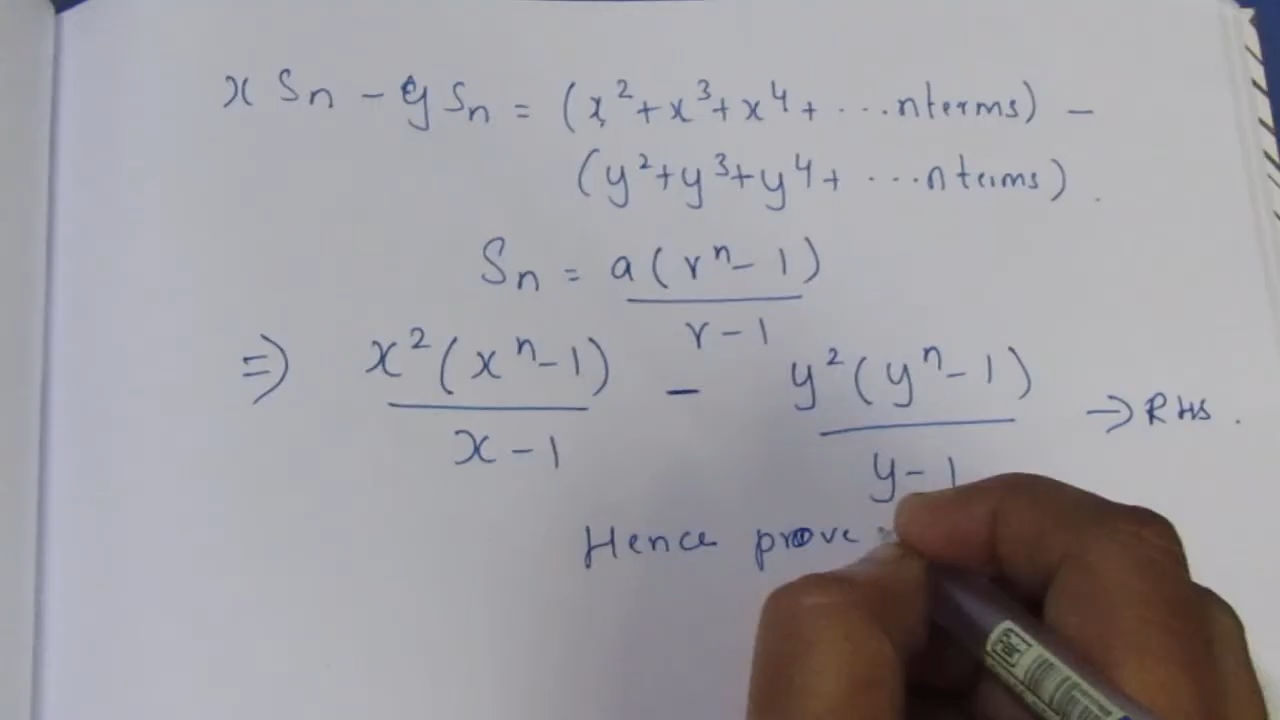 x Sn - y Sn = (x² + x³ + x⁴ + ... n terms) -
(y² + y³ + y⁴ + ... n terms) .
Sn = a(rⁿ - 1)
r - 1
=> x²(xⁿ - 1) - y²(yⁿ - 1) → RHS .
x - 1 y - 1
Hence prove